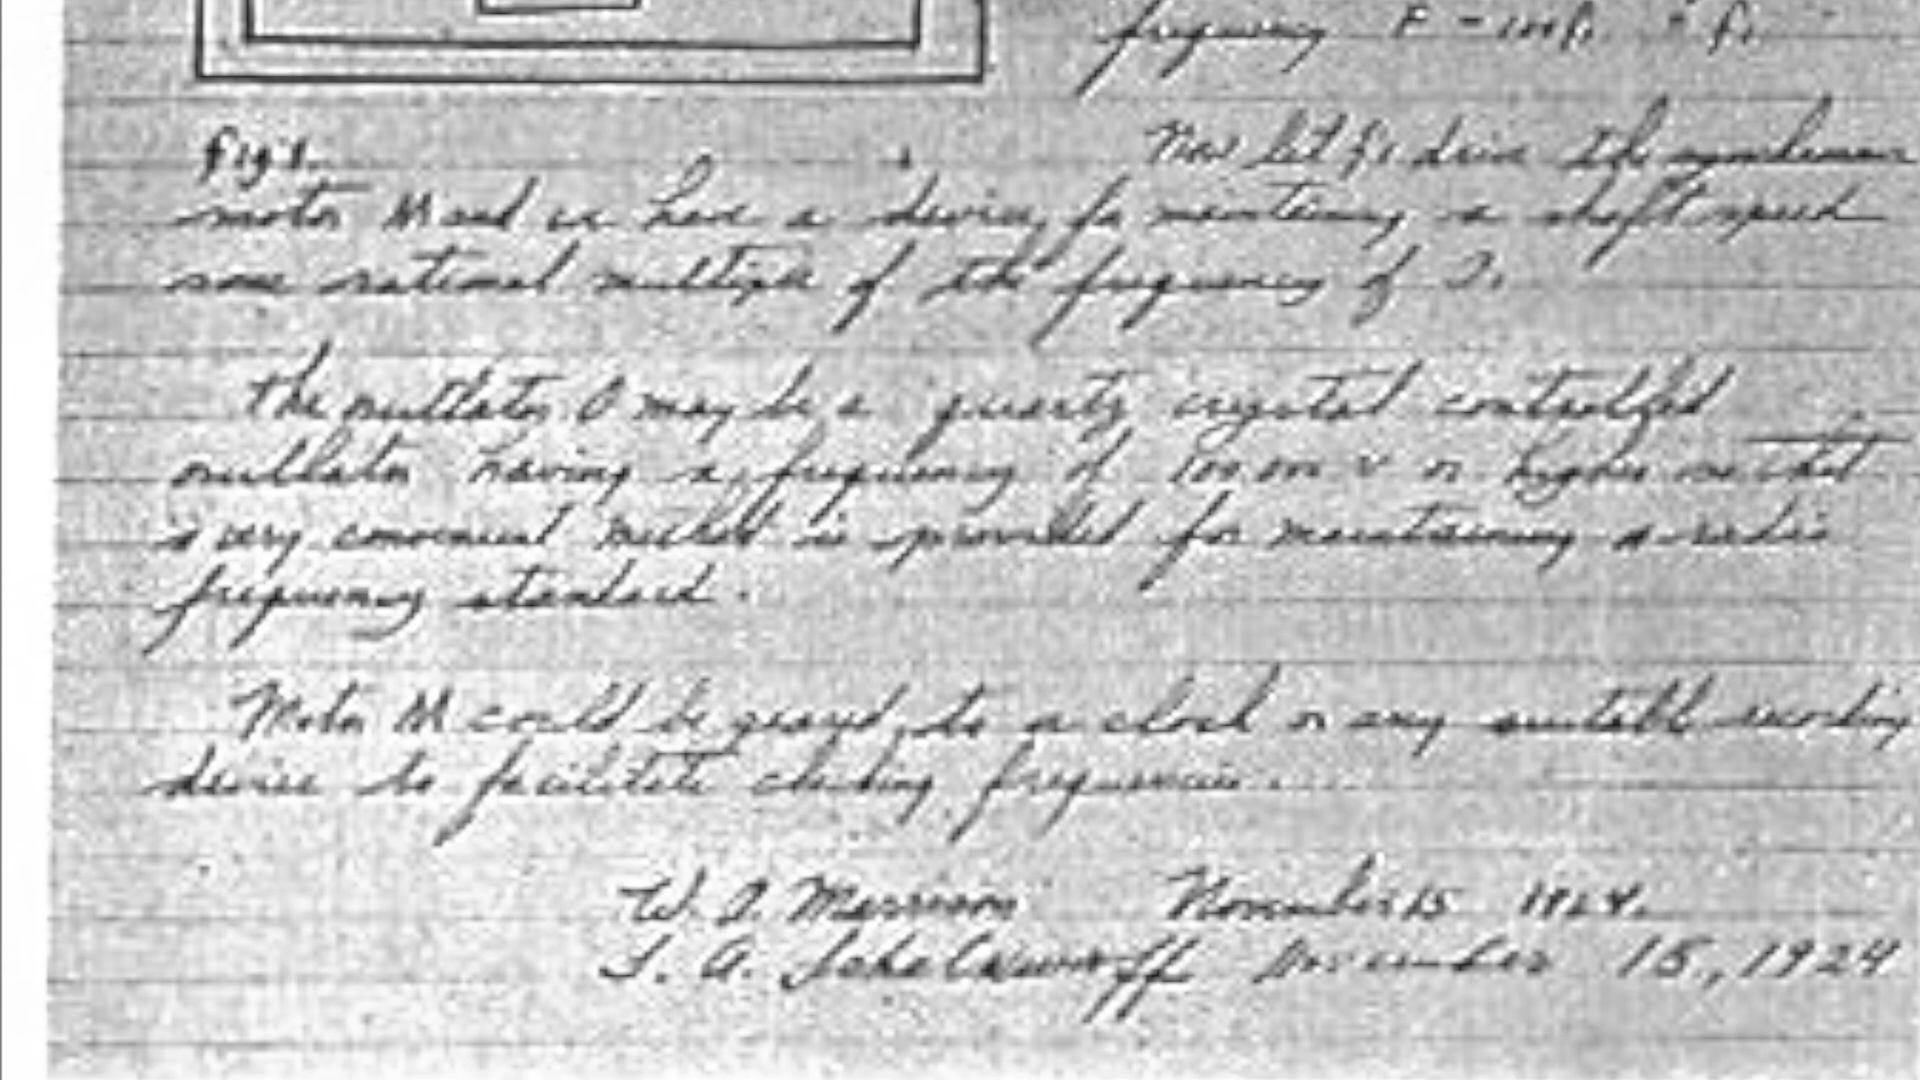 frequency F = 100 f1
fig 1.
Now let f1 drive the synchronous
motor M and we have a device for maintaining a shaft speed
some rational multiple of the frequency of
The oscillator O may be a quartz crystal controlled
oscillator having a frequency of or higher so that
a very convenient method is provided for maintaining a radio
frequency standard.
Motor M could be geared to a clock or any suitable recording
device to facilitate checking frequencies.
W. A. Marrison November 15 1924.
S. A. Schelkunoff November 15, 1924